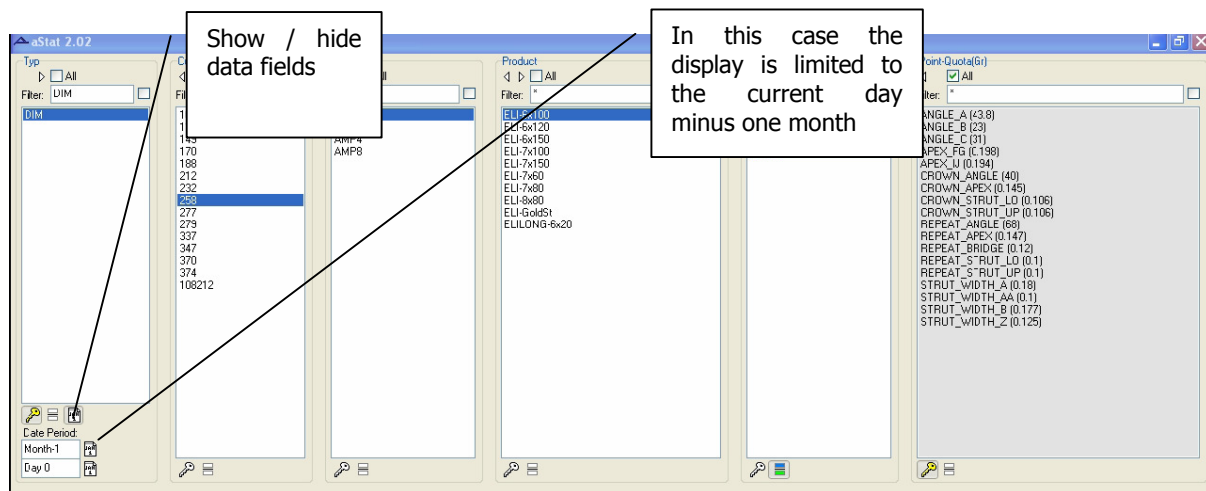 Show / hide
data fields
In this case the
display is limited to
the current day
minus one month
aStat 2.02
Typ
All
Filter: DIM
DIM
170
188
212
232
258
277
279
337
347
370
374
108212
AMP4
AMP8
Product
All
Filter: *
ELI-6x100
ELI-6x120
ELI-6x150
ELI-7x100
ELI-7x150
ELI-7x60
ELI-7x80
ELI-8x80
ELI-GoldSt
ELILONG-6x20
Point-Quota(Gr)
All
Filter: *
ANGLE_A (43.8)
ANGLE_B (23)
ANGLE_C (31)
APEX_FG (0.198)
APEX_IJ (0.194)
CROWN_ANGLE (40)
CROWN_APEX (0.145)
CROWN_STRUT_LO (0.106)
CROWN_STRUT_UP (0.106)
REPEAT_ANGLE (68)
REPEAT_APEX (0.147)
REPEAT_BRIDGE (0.12)
REPEAT_STRUT_LO (0.1)
REPEAT_STRUT_UP (0.1)
STRUT_WIDTH_A (0.18)
STRUT_WIDTH_AA (0.1)
STRUT_WIDTH_B (0.177)
STRUT_WIDTH_Z (0.125)
Date Period:
Month-1
Day 0